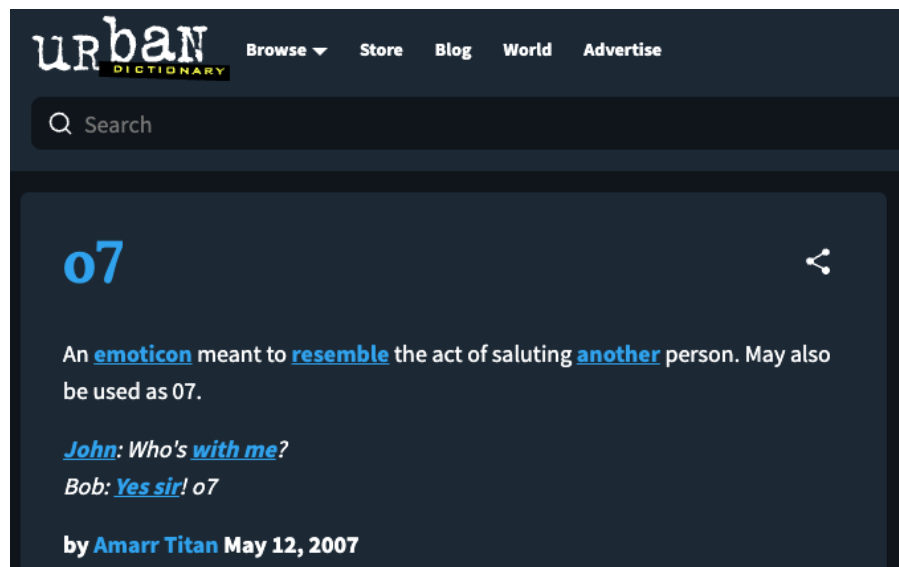 urban
DICTIONARY
Browse Store Blog World Advertise
Search
o7
An emoticon meant to resemble the act of saluting another person. May also
be used as 07.
John: Who's with me?
Bob: Yes sir! o7
by Amarr Titan May 12, 2007